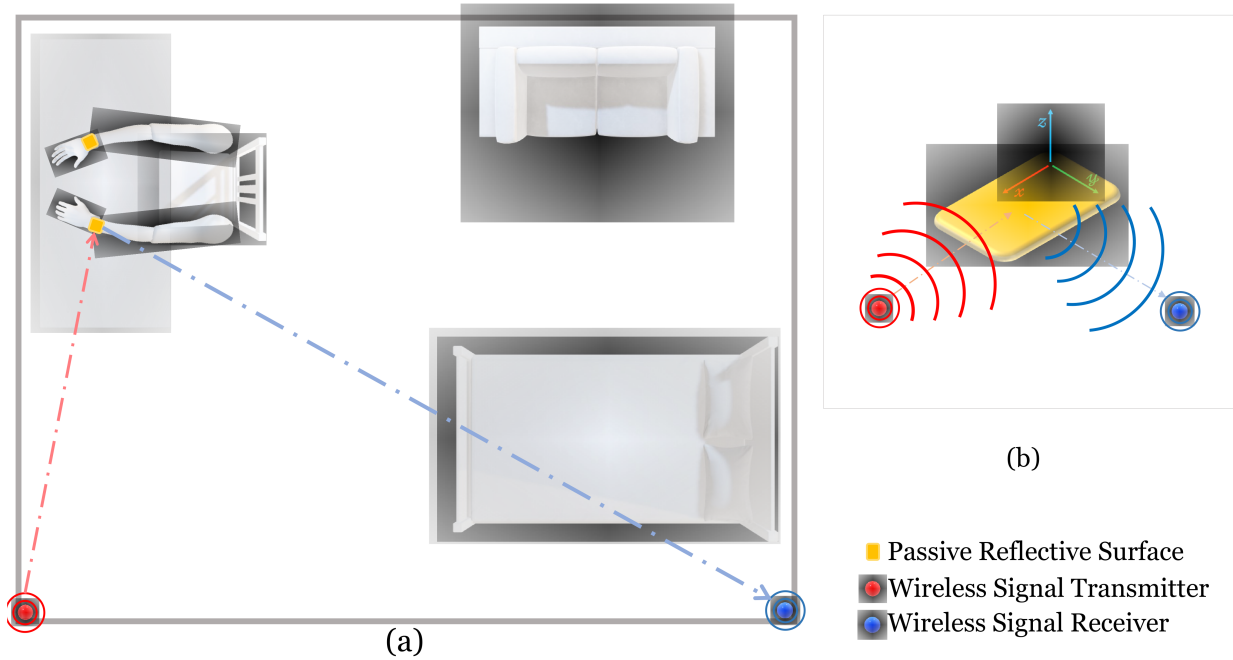 z
x
y
(a)
(b)
Passive Reflective Surface
Wireless Signal Transmitter
Wireless Signal Receiver